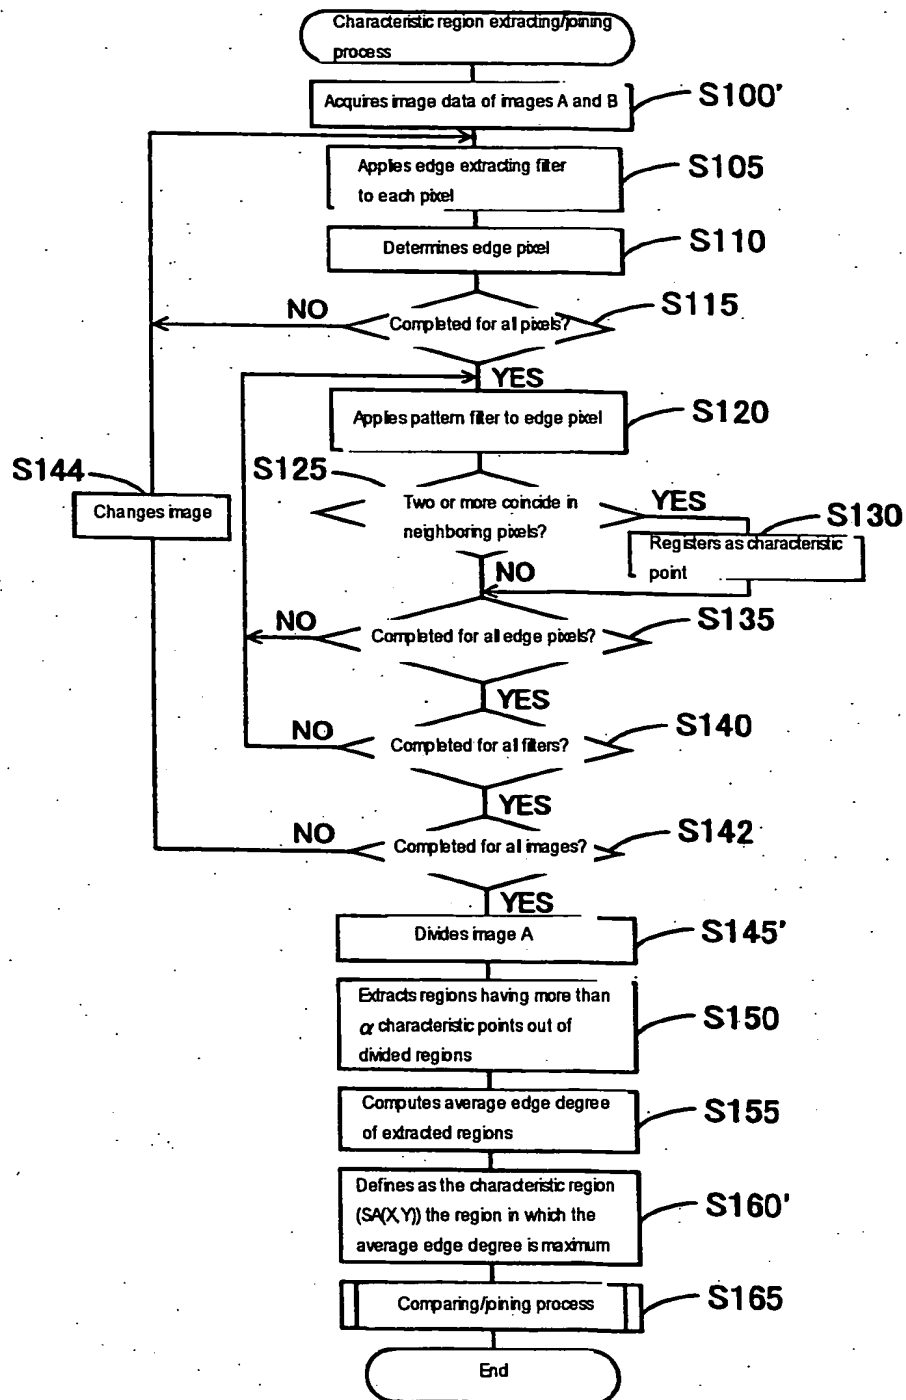 Characteristic region extracting/joining
process
Acquires image data of images A and B
S100'
Applies edge extracting filter
to each pixel
S105
Determines edge pixel
S110
NO
Completed for all pixels?
S115
YES
Applies pattern filter to edge pixel
S120
S144
Changes image
S125
Two or more coincide in
neighboring pixels?
YES
S130
Registers as characteristic
point
NO
NO
Completed for all edge pixels?
S135
YES
NO
Completed for all filters?
S140
YES
NO
Completed for all images?
S142
YES
Divides image A
S145'
Extracts regions having more than
α characteristic points out of
divided regions
S150
Computes average edge degree
of extracted regions
S155
Defines as the characteristic region
(SA(X,Y)) the region in which the
average edge degree is maximum
S160'
Comparing/joining process
S165
End